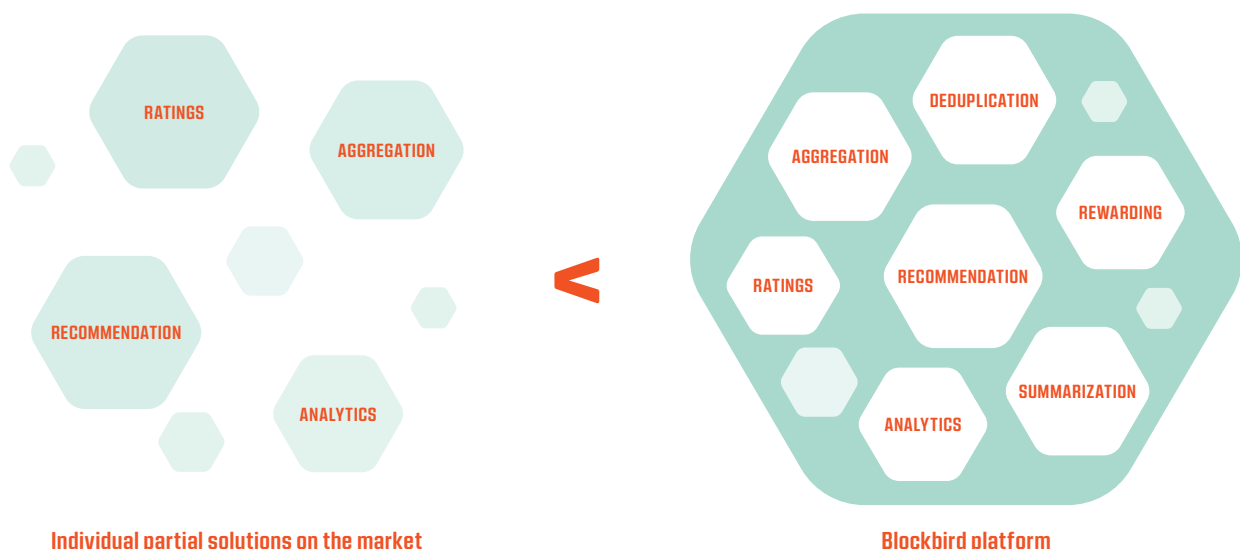 RATINGS
AGGREGATION
RECOMMENDATION
ANALYTICS
Individual partial solutions on the market
<
DEDUPLICATION
AGGREGATION
REWARDING
RECOMMENDATION
RATINGS
SUMMARIZATION
ANALYTICS
Blockbird platform